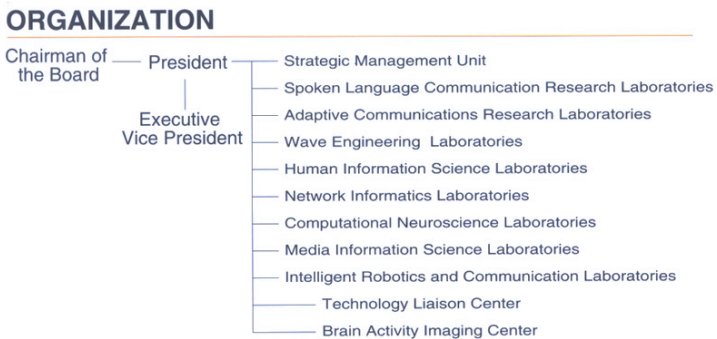 ORGANIZATION
Chairman of
the Board
President
Executive
Vice President
Strategic Management Unit
Spoken Language Communication Research Laboratories
Adaptive Communications Research Laboratories
Wave Engineering Laboratories
Human Information Science Laboratories
Network Informatics Laboratories
Computational Neuroscience Laboratories
Media Information Science Laboratories
Intelligent Robotics and Communication Laboratories
Technology Liaison Center
Brain Activity Imaging Center